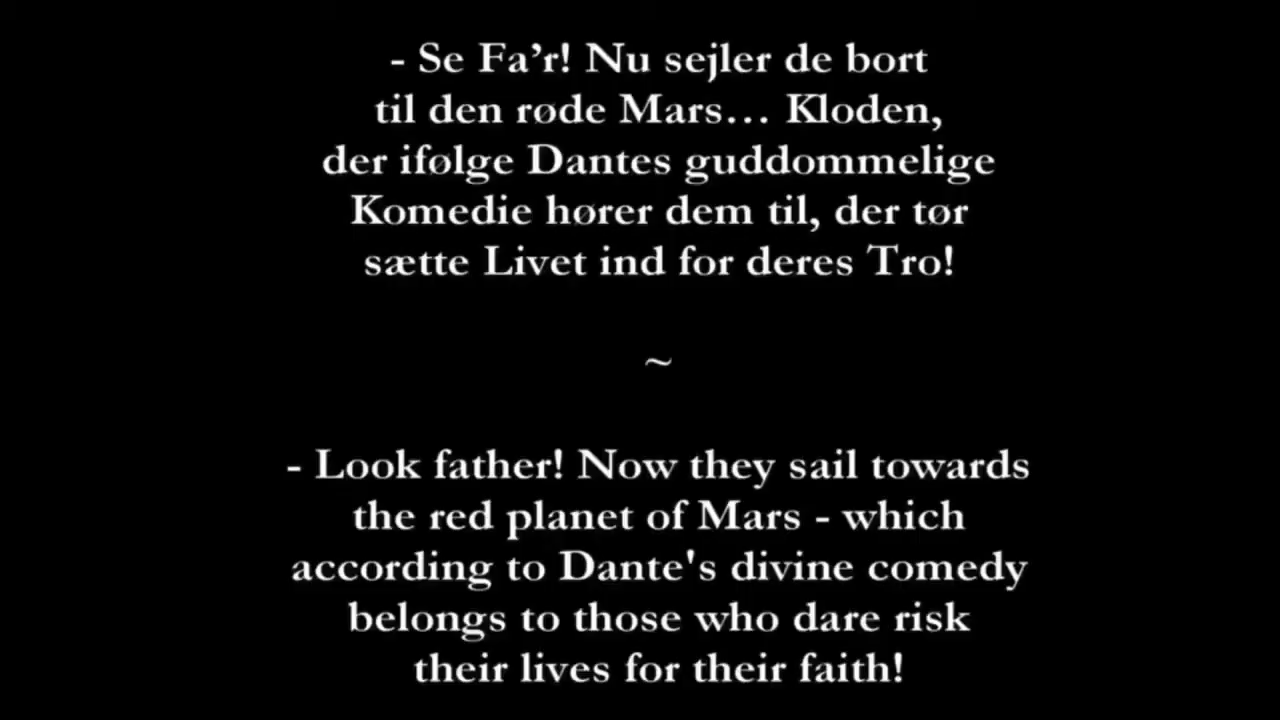 - Se Fa’r! Nu sejler de bort
til den røde Mars… Kloden,
der ifølge Dantes guddommelige
Komedie hører dem til, der tør
sætte Livet ind for deres Tro!
~
- Look father! Now they sail towards
the red planet of Mars - which
according to Dante's divine comedy
belongs to those who dare risk
their lives for their faith!